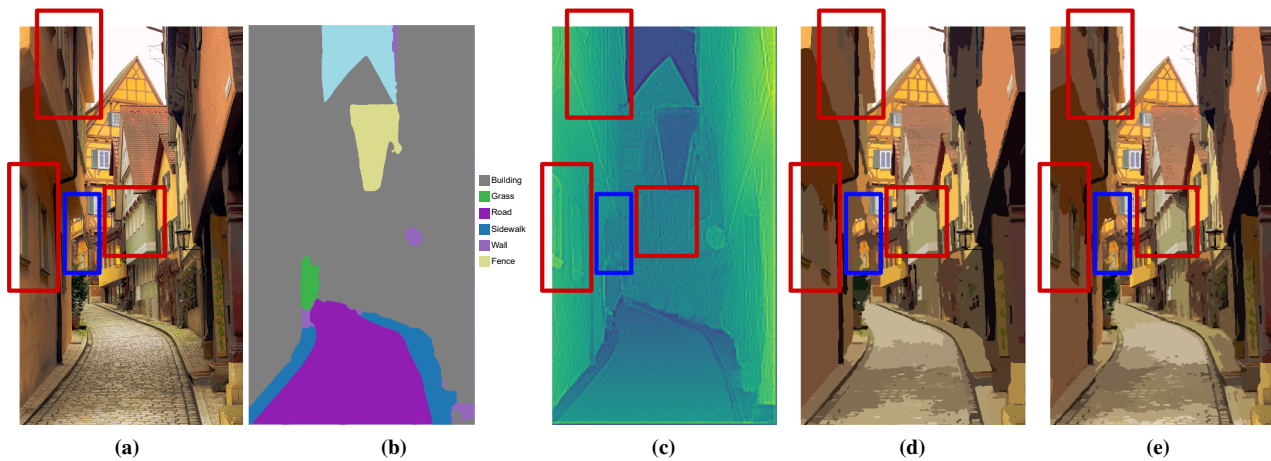 Building
Grass
Road
Sidewalk
Wall
Fence
(a)
(b)
(c)
(d)
(e)